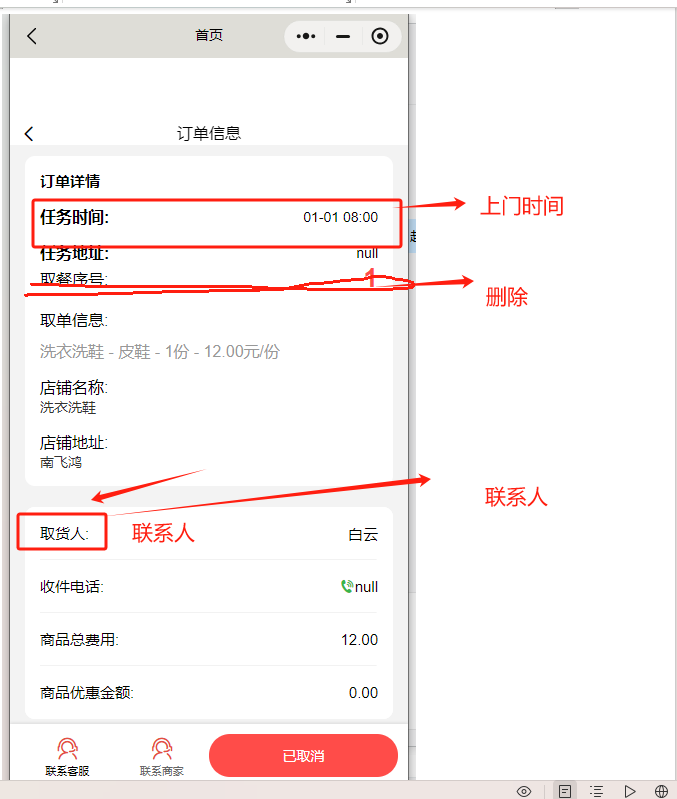 首页
订单信息
订单详情
任务时间: 01-01 08:00
上门时间
任务地址: null
取餐序号: 1
删除
取单信息:
洗衣洗鞋 - 皮鞋 - 1份 - 12.00元/份
店铺名称:
洗衣洗鞋
店铺地址:
南飞鸿
联系人
取货人: 联系人 白云
收件电话: null
商品总费用: 12.00
商品优惠金额: 0.00
联系客服 联系商家 已取消